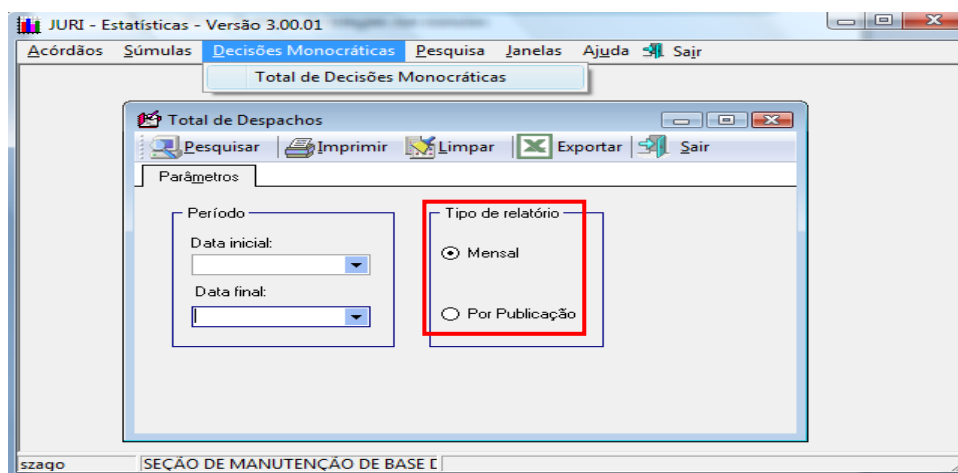 JURI - Estatísticas - Versão 3.00.01
Acórdãos Súmulas Decisões Monocráticas Pesquisa Janelas Ajuda Sair
Total de Decisões Monocráticas
Total de Despachos
Pesquisar Imprimir Limpar Exportar Sair
Parâmetros
Período
Data inicial:
Data final:
Tipo de relatório
Mensal
Por Publicação
szago SEÇÃO DE MANUTENÇÃO DE BASE D